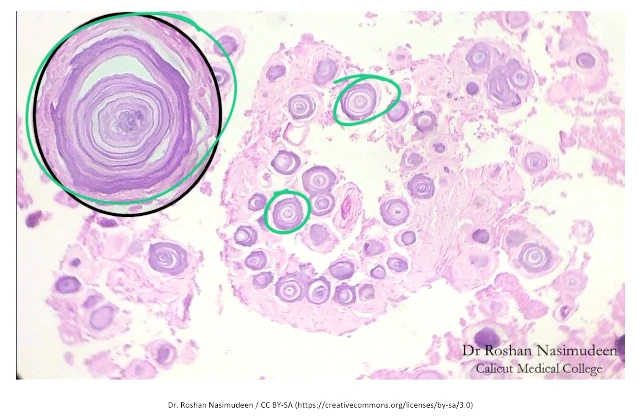 Dr Roshan Nasimudeen
Calicut Medical College
Dr. Roshan Nasimudeen / CC BY-SA (https://creativecommons.org/licenses/by-sa/3.0)